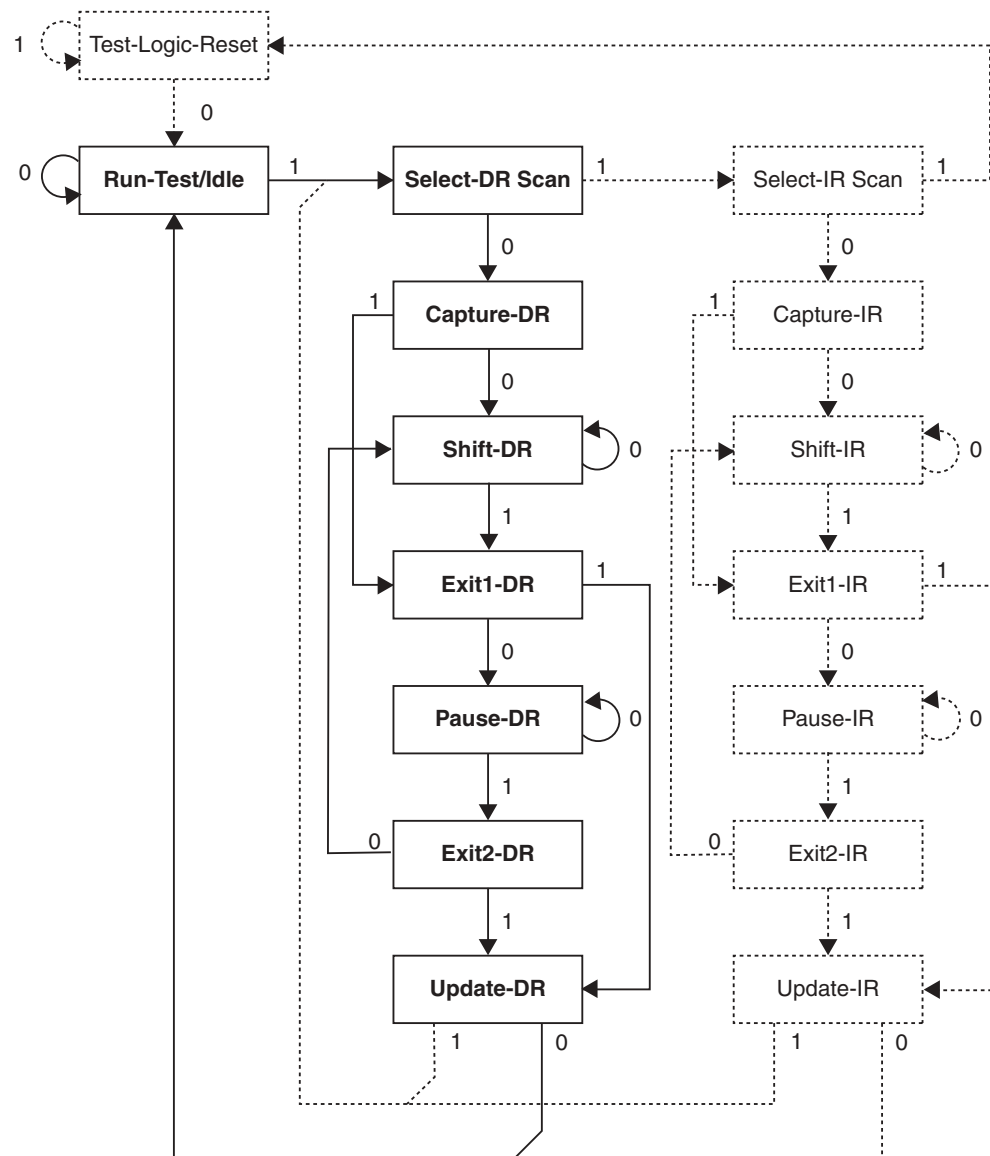 Test-Logic-Reset
1
0
Run-Test/Idle
0
1
Select-DR Scan
1
Select-IR Scan
1
0
0
Capture-DR
1
Capture-IR
1
0
0
Shift-DR
0
Shift-IR
0
1
1
Exit1-DR
1
Exit1-IR
1
0
0
Pause-DR
0
Pause-IR
0
1
1
Exit2-DR
0
Exit2-IR
0
1
1
Update-DR
Update-IR
1
0
1
0